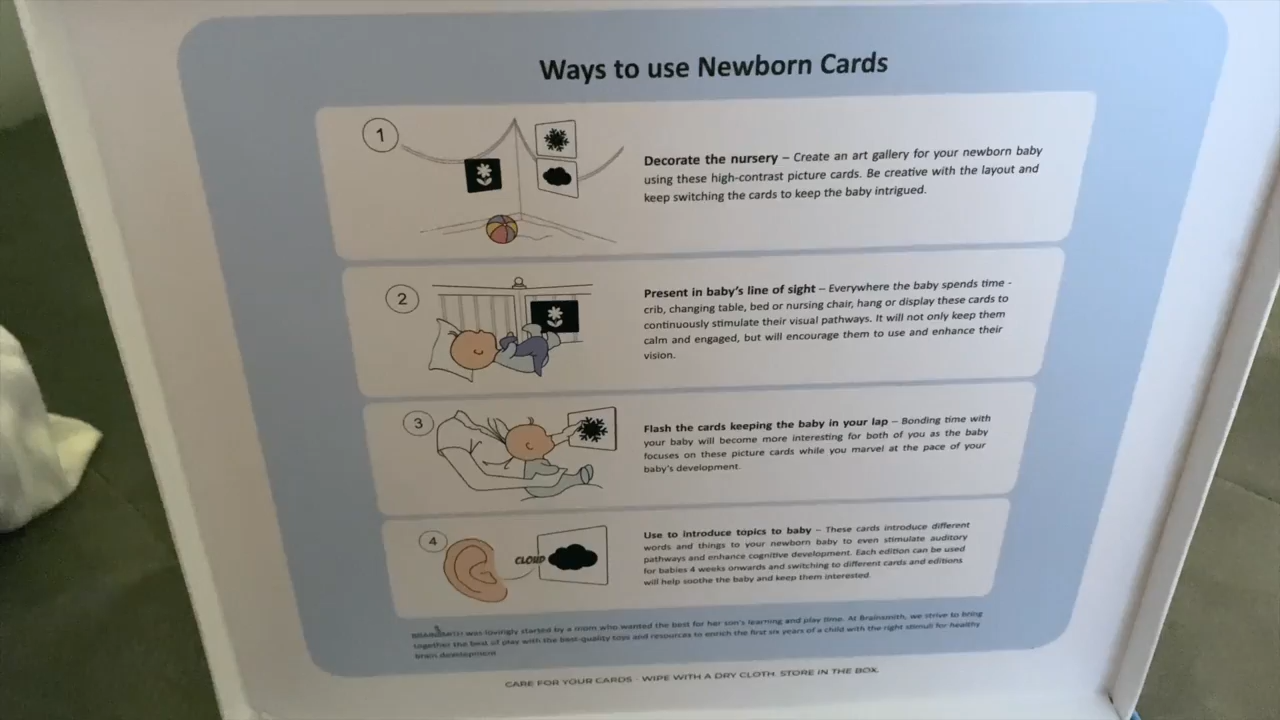 Ways to use Newborn Cards
1
Decorate the nursery – Create an art gallery for your newborn baby
using these high-contrast picture cards. Be creative with the layout and
keep switching the cards to keep the baby intrigued.
2
Present in baby's line of sight – Everywhere the baby spends time -
crib, changing table, bed or nursing chair, hang or display these cards to
continuously stimulate their visual pathways. It will not only keep them
calm and engaged, but will encourage them to use and enhance their
vision.
3
Flash the cards keeping the baby in your lap – Bonding time with
your baby will become more interesting for both of you as the baby
focuses on these picture cards while you marvel at the pace of your
baby's development.
4
CLOUD
Use to introduce topics to baby – These cards introduce different
words and things to your newborn baby to even stimulate auditory
pathways and enhance cognitive development. Each edition can be used
for babies 4 weeks onwards and switching to different cards and editions
will help soothe the baby and keep them interested.
BRAINSMITH was lovingly started by a mom who wanted the best for her son's learning and play time. At Brainsmith, we strive to bring
together the best of play with the best-quality toys and resources to enrich the first six years of a child with the right stimuli for healthy
brain development
CARE FOR YOUR CARDS - WIPE WITH A DRY CLOTH. STORE IN THE BOX.